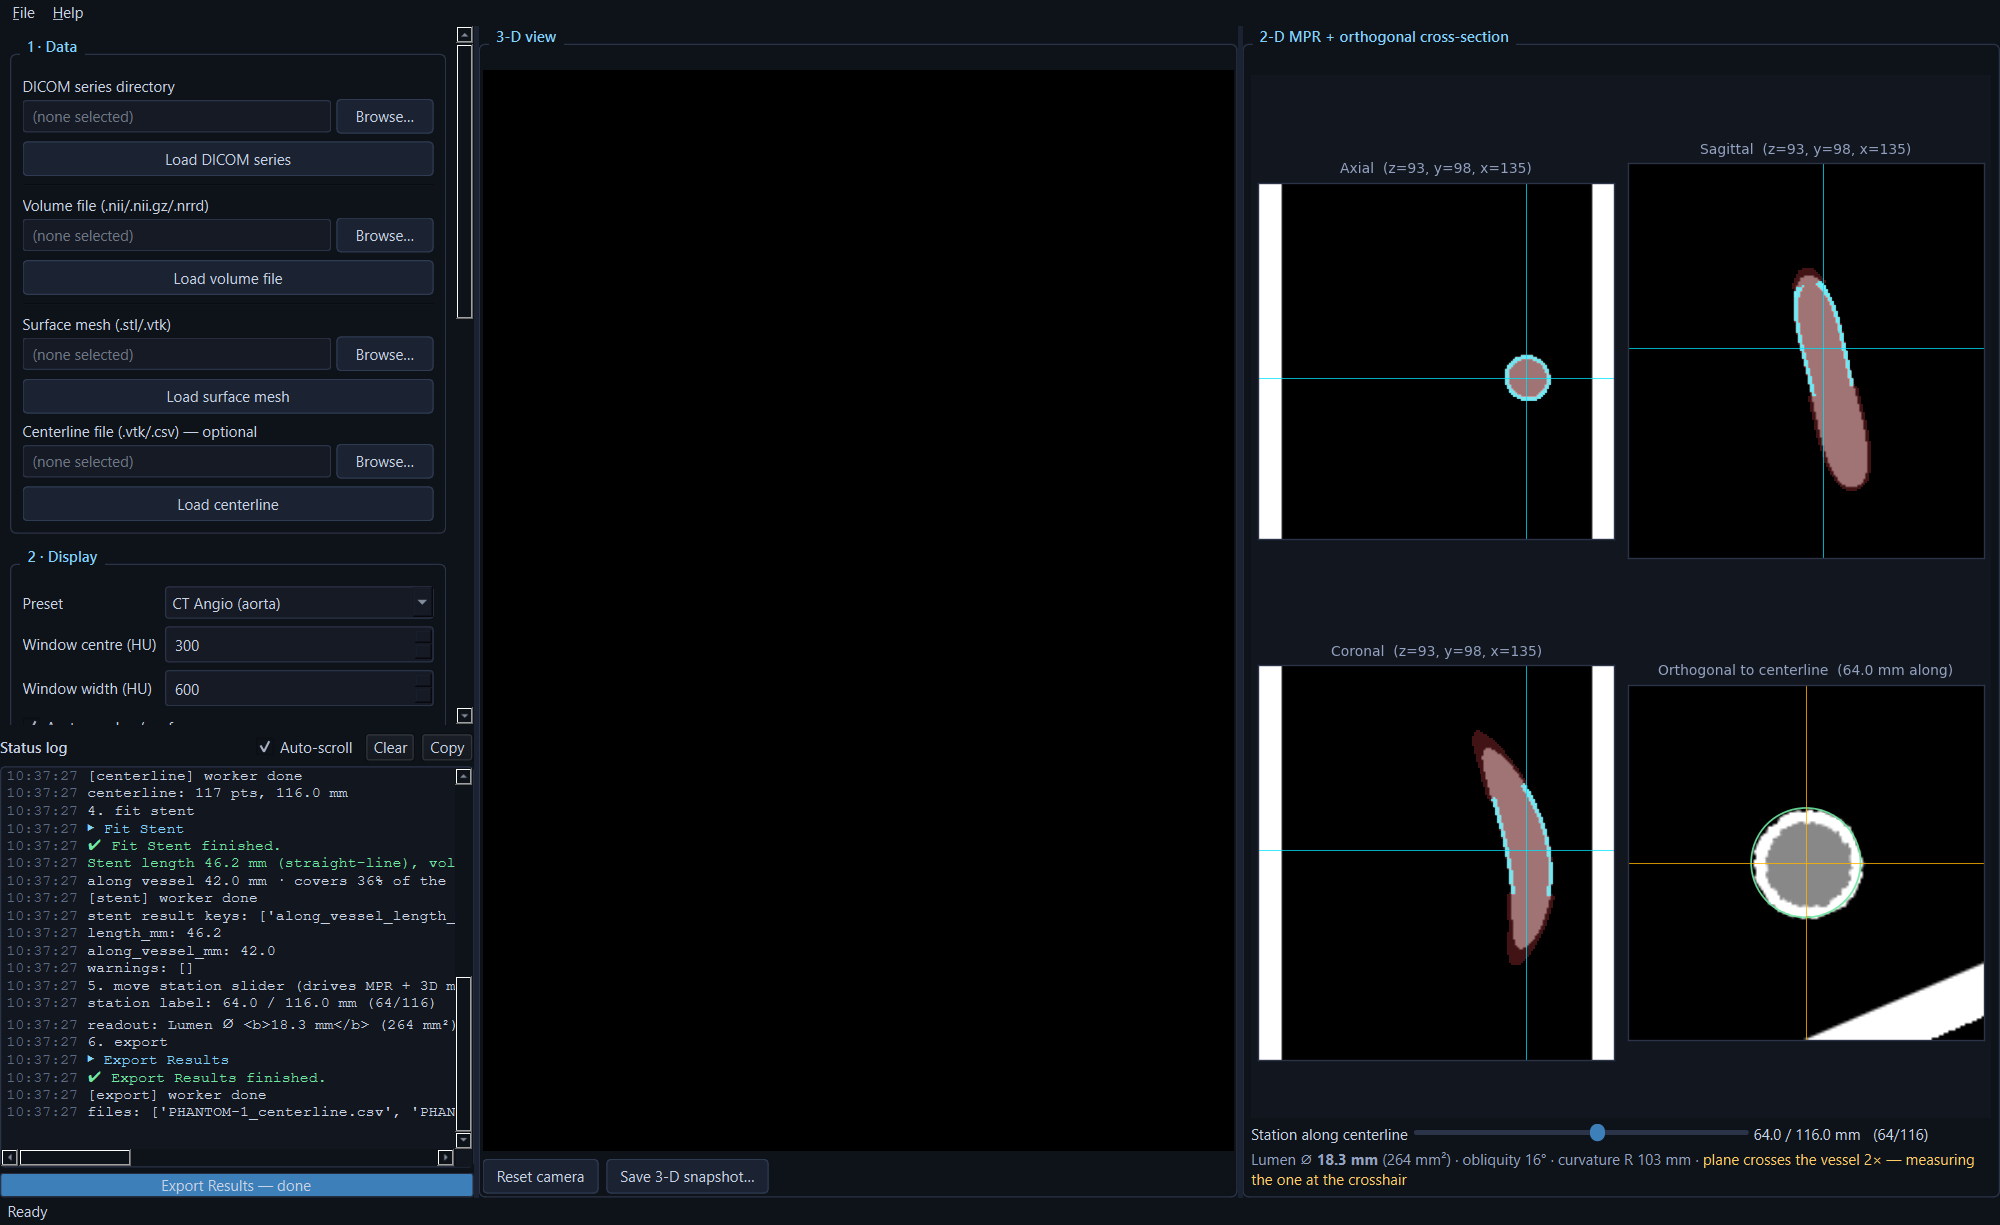 File Help
1 · Data
DICOM series directory
(none selected) Browse...
Load DICOM series
Volume file (.nii/.nii.gz/.nrrd)
(none selected) Browse...
Load volume file
Surface mesh (.stl/.vtk)
(none selected) Browse...
Load surface mesh
Centerline file (.vtk/.csv) — optional
(none selected) Browse...
Load centerline
2 · Display
Preset CT Angio (aorta)
Window centre (HU) 300
Window width (HU) 600
Status log Auto-scroll Clear Copy
10:37:27 [centerline] worker done
10:37:27 centerline: 117 pts, 116.0 mm
10:37:27 4. fit stent
10:37:27 ▶ Fit Stent
10:37:27 ✔ Fit Stent finished.
10:37:27 Stent length 46.2 mm (straight-line), vol
10:37:27 along vessel 42.0 mm · covers 36% of the
10:37:27 [stent] worker done
10:37:27 stent result keys: ['along_vessel_length_
10:37:27 length_mm: 46.2
10:37:27 along_vessel_mm: 42.0
10:37:27 warnings: []
10:37:27 5. move station slider (drives MPR + 3D m
10:37:27 station label: 64.0 / 116.0 mm (64/116)
10:37:27 readout: Lumen Ø <b>18.3 mm</b> (264 mm²)
10:37:27 6. export
10:37:27 ▶ Export Results
10:37:27 ✔ Export Results finished.
10:37:27 [export] worker done
10:37:27 files: ['PHANTOM-1_centerline.csv', 'PHAN
Export Results — done
Ready
3-D view
Reset camera Save 3-D snapshot...
2-D MPR + orthogonal cross-section
Axial (z=93, y=98, x=135)
Sagittal (z=93, y=98, x=135)
Coronal (z=93, y=98, x=135)
Orthogonal to centerline (64.0 mm along)
Station along centerline 64.0 / 116.0 mm (64/116)
Lumen Ø 18.3 mm (264 mm²) · obliquity 16° · curvature R 103 mm · plane crosses the vessel 2× — measuring
the one at the crosshair